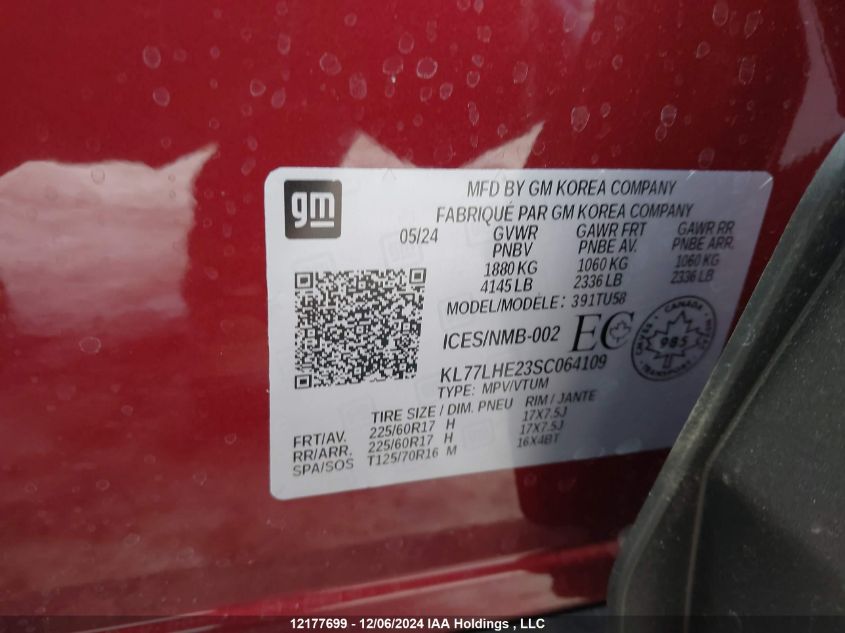 gm
MFD BY GM KOREA COMPANY
FABRIQUÉ PAR GM KOREA COMPANY
05/24 GVWR GAWR FRT GAWR RR
PNBV PNBE AV. PNBE ARR.
1880 KG 1060 KG 1060 KG
4145 LB 2336 LB 2336 LB
MODEL/MODÈLE: 391TU58
ICES/NMB-002 EC
CANADA
985
TRANSPORT
KL77LHE23SC064109
TYPE: MPV/VTUM
TIRE SIZE / DIM. PNEU RIM / JANTE
FRT/AV. 225/60R17 H 17X7.5J
RR/ARR. 225/60R17 H 17X7.5J
SPA/SOS T125/70R16 M 16X4BT
12177699 - 12/06/2024 IAA Holdings , LLC